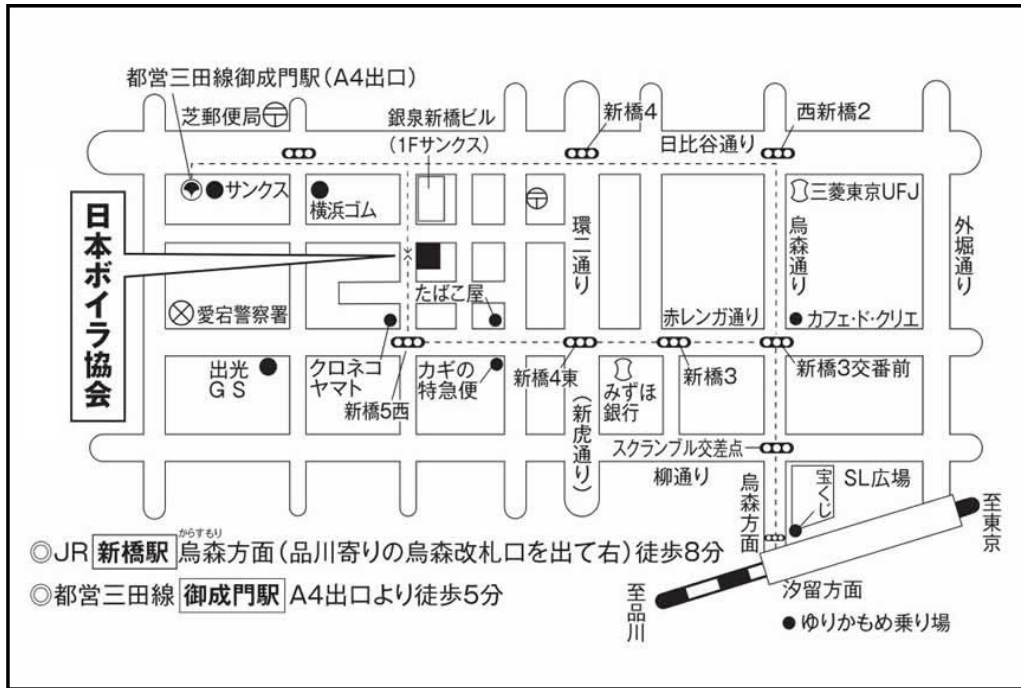 都営三田線御成門駅(A4出口)
芝郵便局
銀泉新橋ビル
(1Fサンクス)
新橋4
西新橋2
日比谷通り
サンクス
横浜ゴム
三菱東京UFJ
環二通り
烏森通り
外堀通り
日本ボイラ協会
たばこ屋
愛宕警察署
赤レンガ通り
カフェ・ド・クリエ
出光
GS
クロネコ
ヤマト
新橋5西
カギの
特急便
新橋4東
みずほ
銀行
新橋3
新橋3交番前
(新虎通り)
スクランブル交差点
柳通り
烏森方面
宝くじ
SL広場
至東京
からすもり
◎JR 新橋駅 烏森方面(品川寄りの烏森改札口を出て右)徒歩8分
◎都営三田線 御成門駅 A4出口より徒歩5分
至品川
汐留方面
●ゆりかもめ乗り場